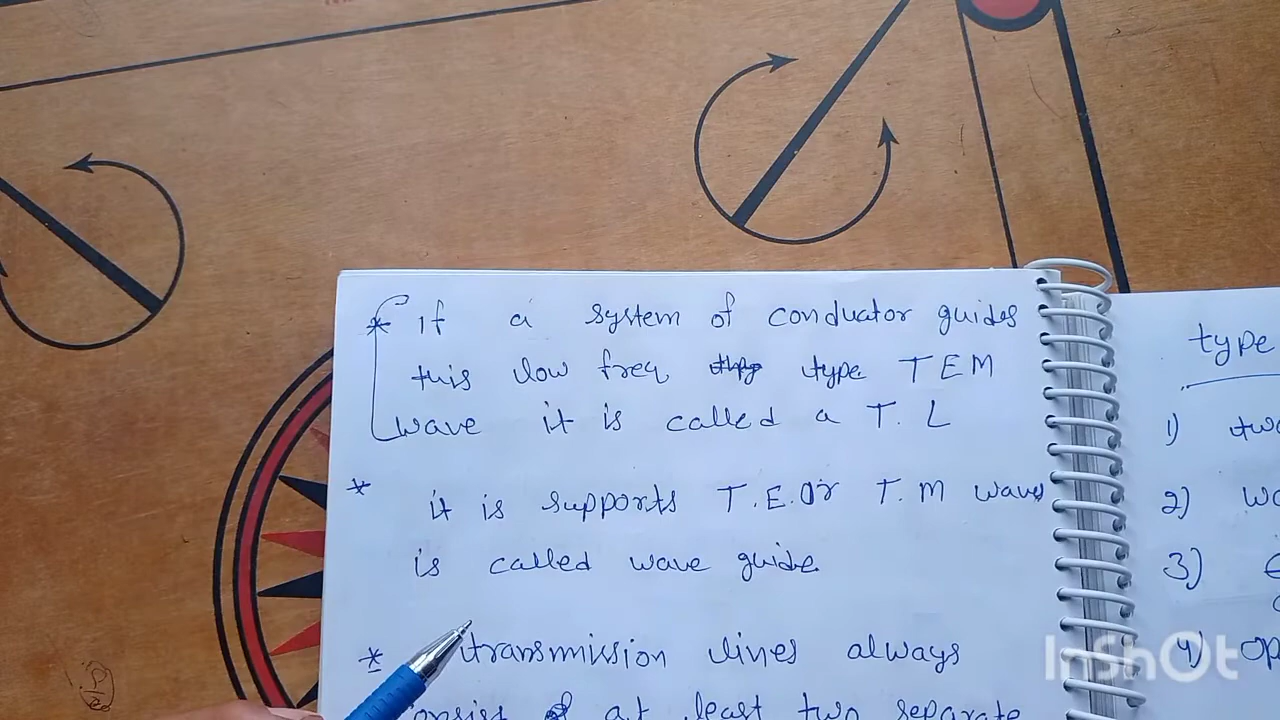 * If a system of conductor guides
this low freq type TEM
wave it is called a T.L
* it is supports T.E. or T.M wave
is called wave guide
* transmission lines always
at least two separate
type
1)
2)
3)
4) op
InShOt